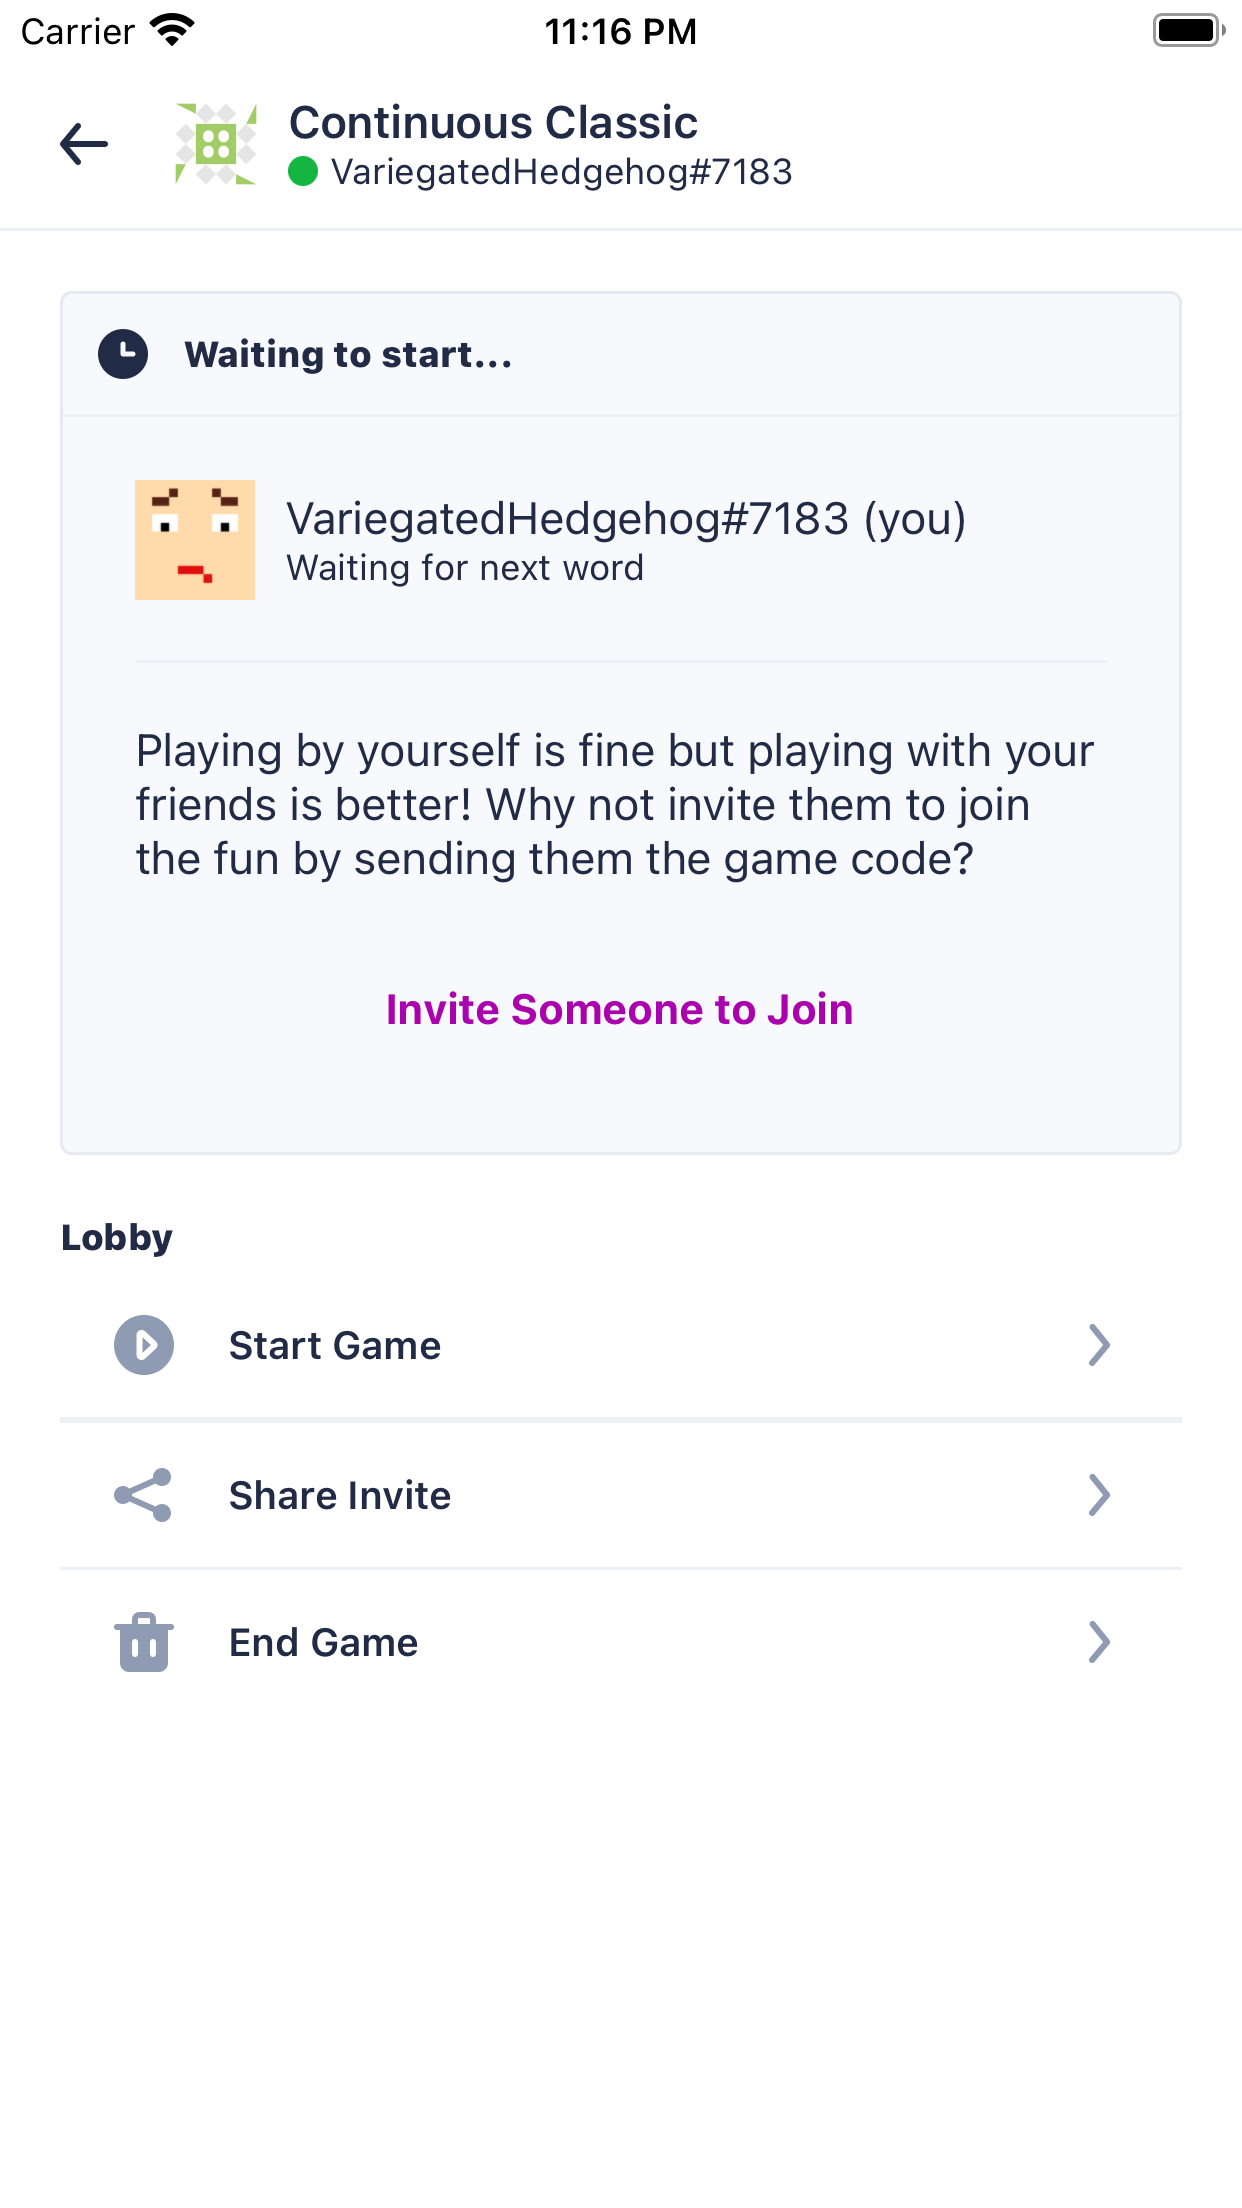 Carrier
11:16 PM
Continuous Classic
VariegatedHedgehog#7183
Waiting to start...
VariegatedHedgehog#7183 (you)
Waiting for next word
Playing by yourself is fine but playing with your
friends is better! Why not invite them to join
the fun by sending them the game code?
Invite Someone to Join
Lobby
Start Game
Share Invite
End Game